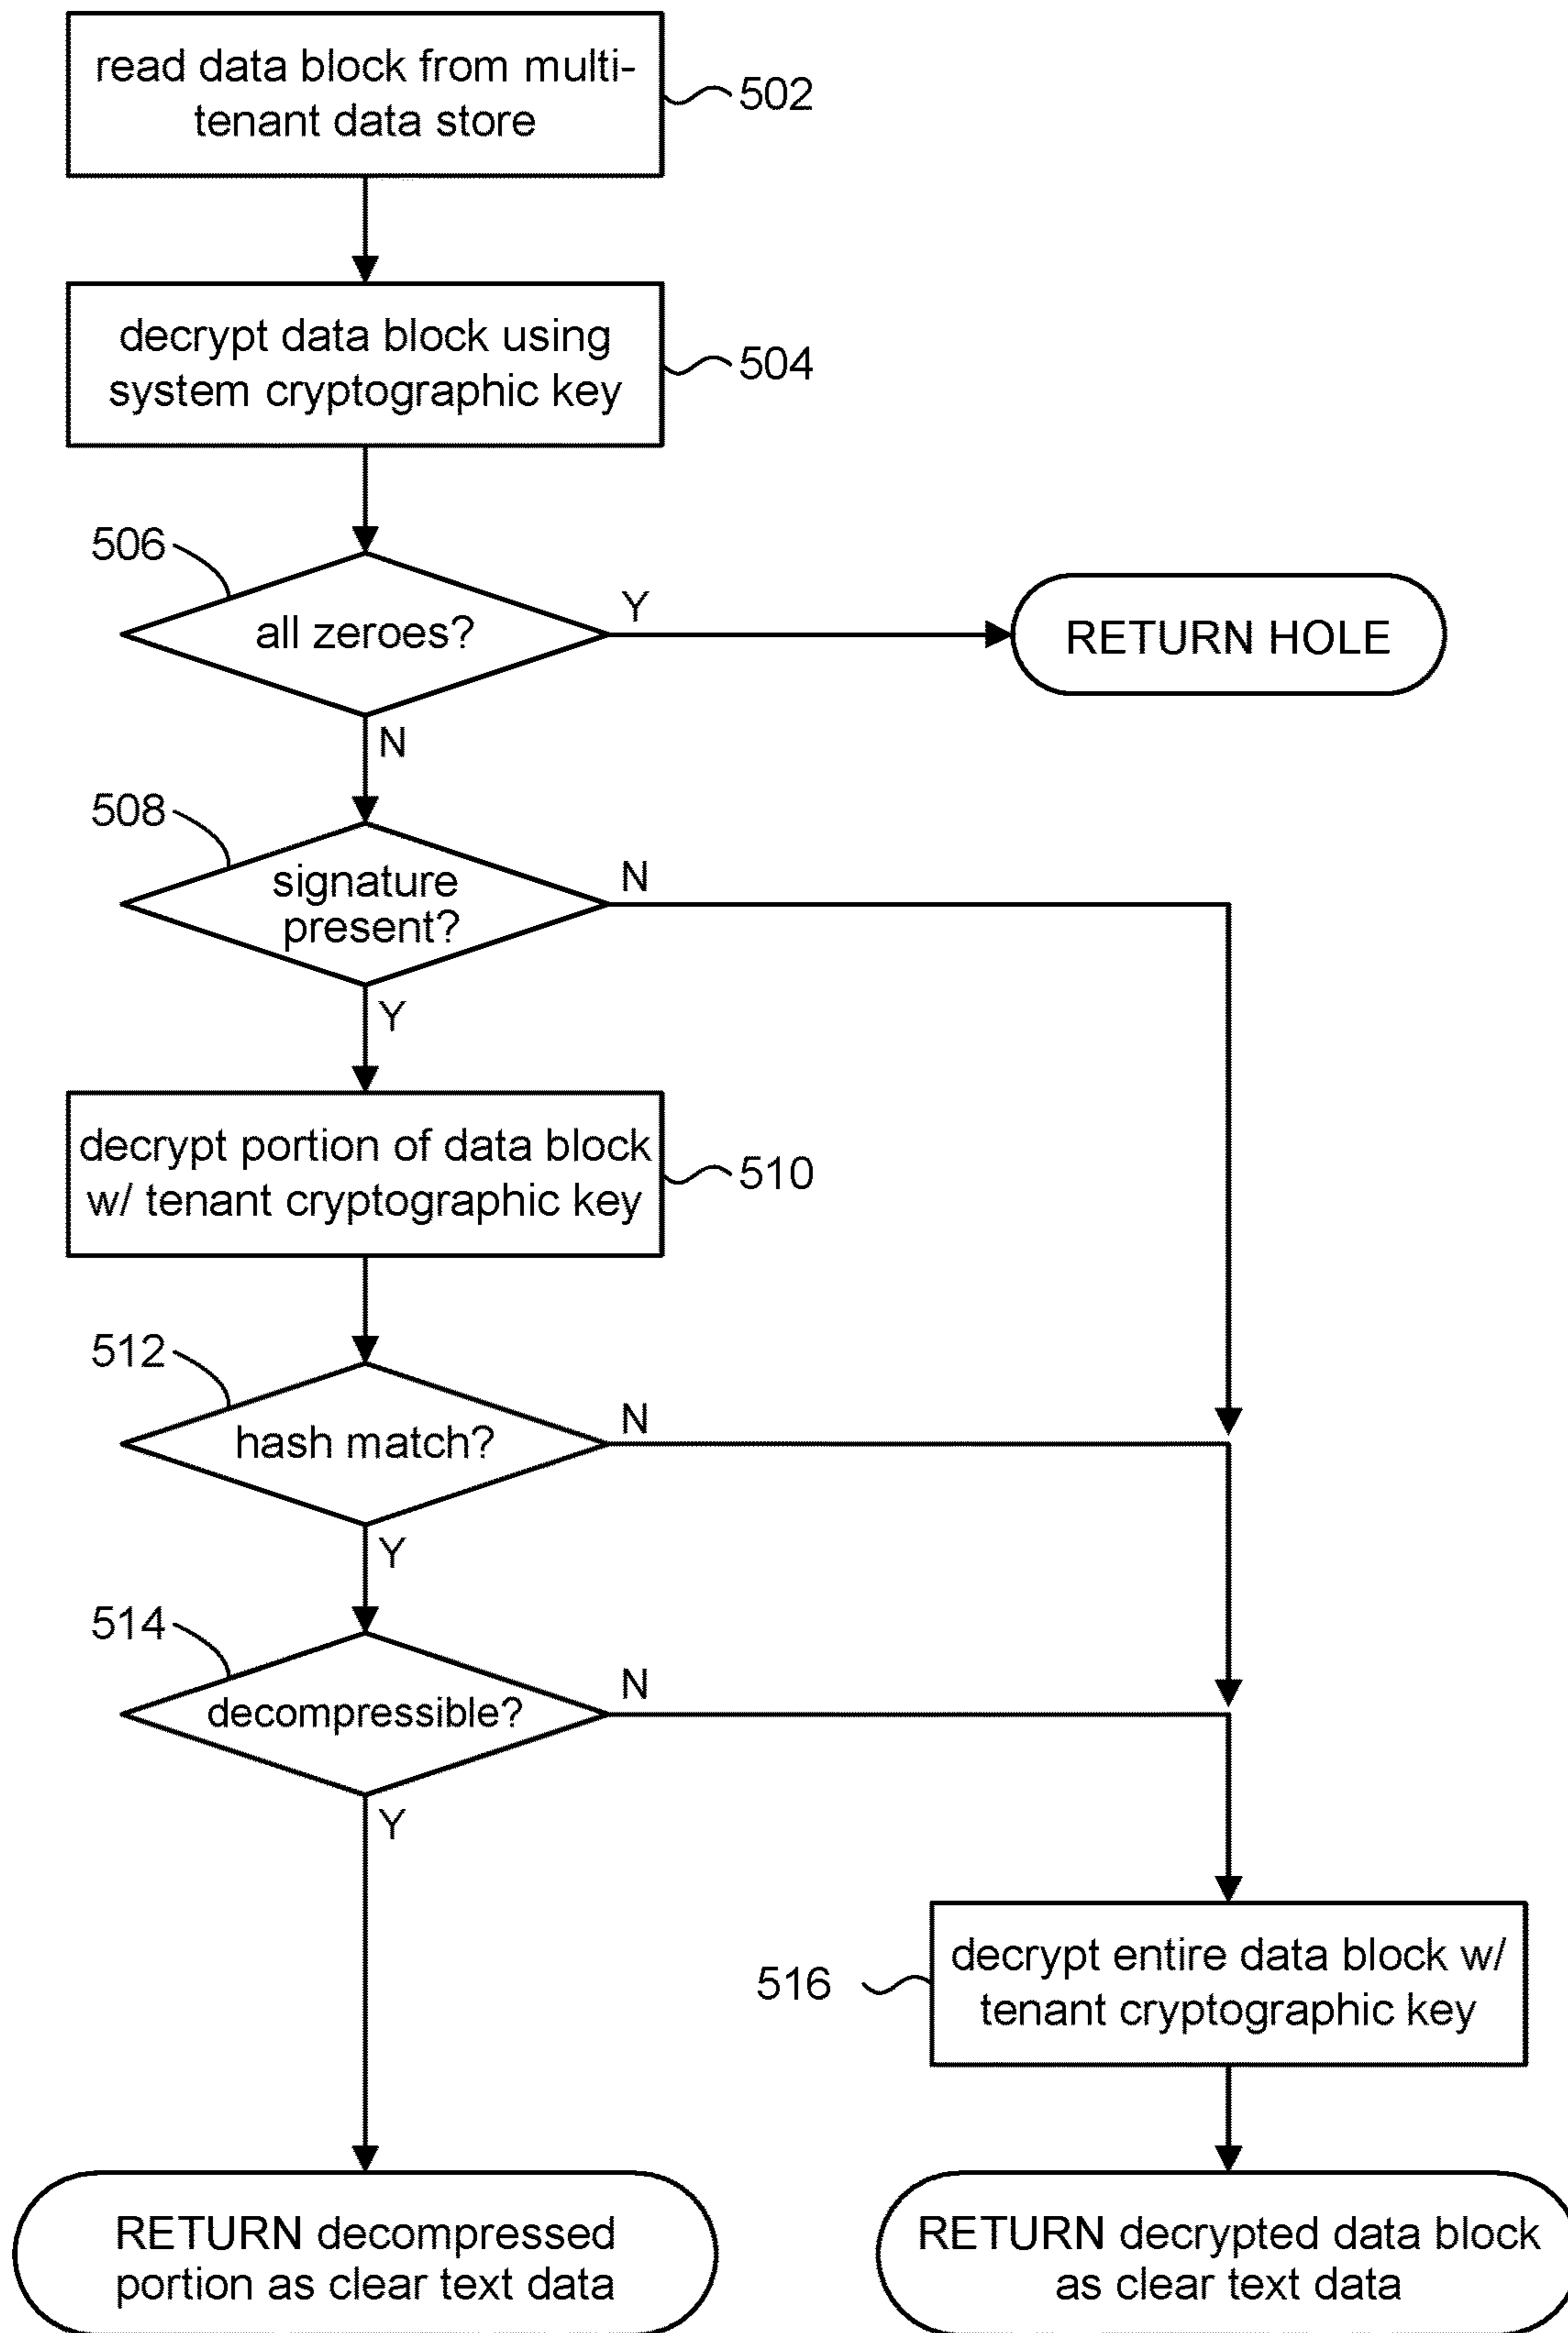 read data block from multi-
tenant data store
502
decrypt data block using
system cryptographic key
504
506
all zeroes?
Y
RETURN HOLE
N
508
signature
present?
N
Y
decrypt portion of data block
w/ tenant cryptographic key
510
512
hash match?
N
Y
514
decompressible?
N
Y
decrypt entire data block w/
tenant cryptographic key
516
RETURN decompressed
portion as clear text data
RETURN decrypted data block
as clear text data